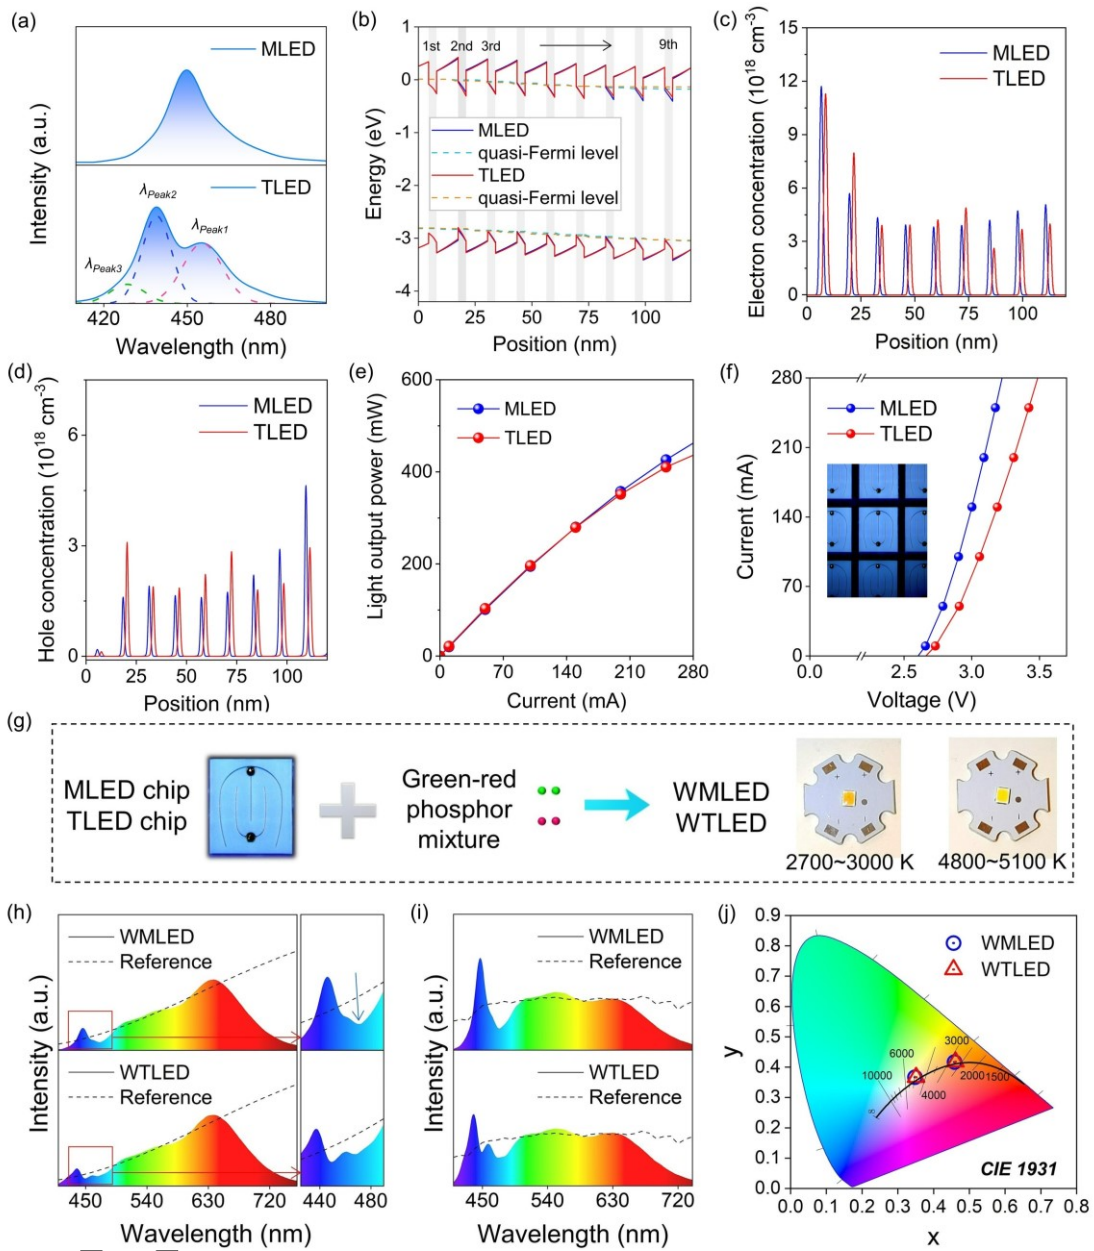 (a)
MLED
TLED
λPeak2
λPeak1
λPeak3
Intensity (a.u.)
420 450 480
Wavelength (nm)
(b)
1
0
-1
-2
-3
-4
Energy (eV)
1st 2nd 3rd 9th
MLED
quasi-Fermi level
TLED
quasi-Fermi level
0 25 50 75 100
Position (nm)
(c)
Electron concentration (10^18 cm^-3)
15
12
9
6
3
0
MLED
TLED
0 25 50 75 100
Position (nm)
(d)
Hole concentration (10^18 cm^-3)
6
3
0
MLED
TLED
0 25 50 75 100
Position (nm)
(e)
Light output power (mW)
600
400
200
0
MLED
TLED
0 70 140 210 280
Current (mA)
(f)
Current (mA)
280
210
140
70
0
MLED
TLED
0.0 2.5 3.0 3.5
Voltage (V)
(g)
MLED chip
TLED chip
Green-red
phosphor
mixture
WMLED
WTLED
2700~3000 K
4800~5100 K
(h)
Intensity (a.u.)
WMLED
Reference
WTLED
Reference
450 540 630 720 440 480
Wavelength (nm)
(i)
Intensity (a.u.)
WMLED
Reference
WTLED
Reference
450 540 630 720
Wavelength (nm)
(j)
y
0.9
0.8
0.7
0.6
0.5
0.4
0.3
0.2
0.1
0.0
WMLED
WTLED
3000
6000
10000
2000
1500
4000
∞
CIE 1931
0.0 0.1 0.2 0.3 0.4 0.5 0.6 0.7 0.8
x